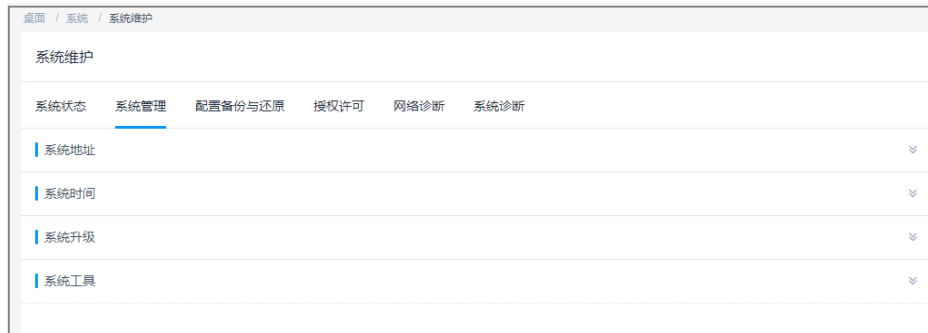 桌面 / 系统 / 系统维护
系统维护
系统状态 系统管理 配置备份与还原 授权许可 网络诊断 系统诊断
系统地址
系统时间
系统升级
系统工具